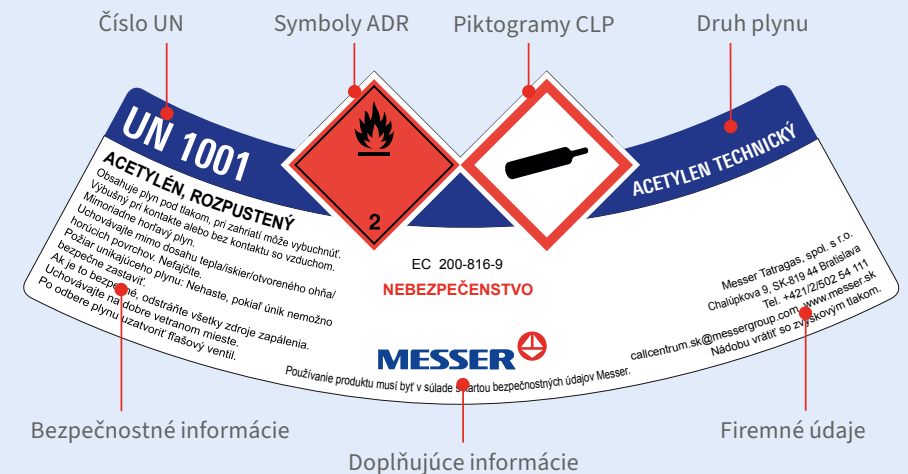 Číslo UN
Symboly ADR
Piktogramy CLP
Druh plynu
UN 1001
2
ACETYLEN TECHNICKÝ
ACETYLÉN, ROZPUSTENÝ
Obsahuje plyn pod tlakom, pri zahriatí môže vybuchnúť.
Výbušný pri kontakte alebo bez kontaktu so vzduchom.
Mimoriadne horľavý plyn.
Uchovávajte mimo dosahu tepla/iskier/otvoreného ohňa/
horúcich povrchov. Nefajčite.
Požiar unikajúceho plynu: Nehaste, pokiaľ únik nemožno
bezpečne zastaviť.
Ak je to bezpečné, odstráňte všetky zdroje zapálenia.
Uchovávajte na dobre vetranom mieste.
Po odbere plynu uzatvoriť fľašový ventil.
EC 200-816-9
NEBEZPEČENSTVO
MESSER
Používanie produktu musí byť v súlade s kartou bezpečnostných údajov Messer.
Messer Tatragas, spol. s r.o.
Chalúpkova 9, SK-819 44 Bratislava
Tel. +421/2/502 54 111
callcentrum.sk@messergroup.com, www.messer.sk
Nádobu vrátiť so zvyškovým tlakom.
Bezpečnostné informácie
Doplňujúce informácie
Firemné údaje